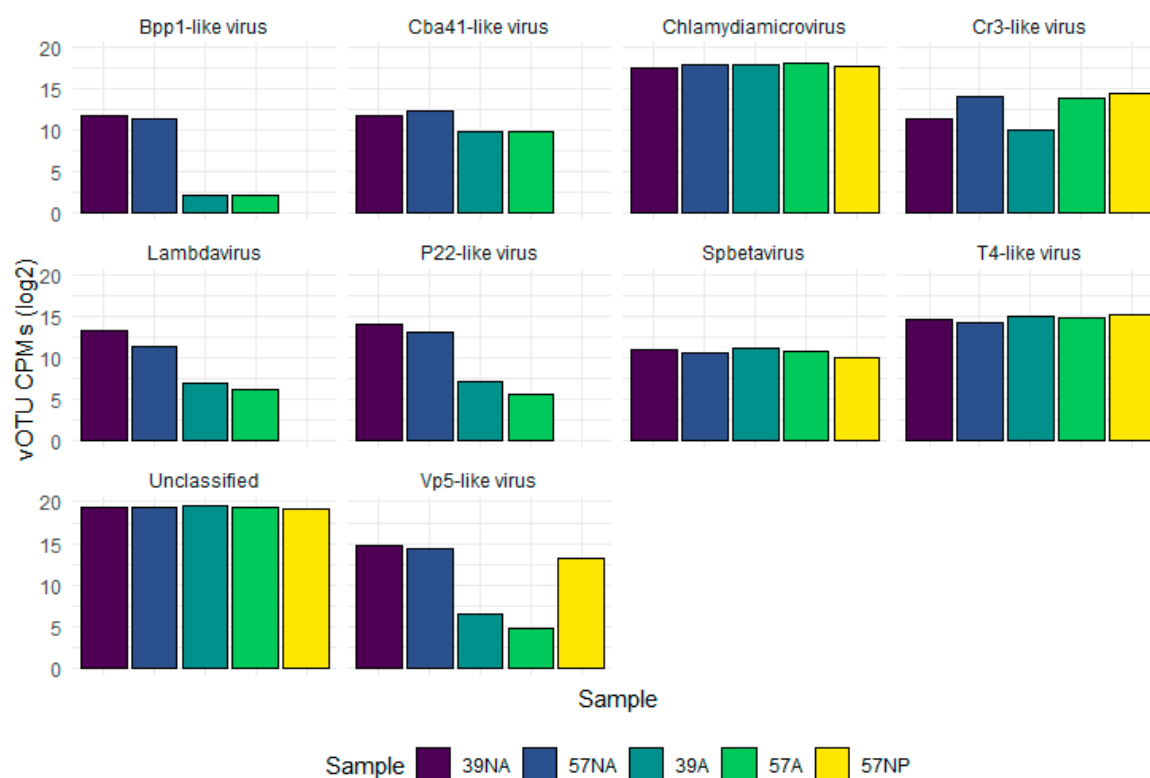 Bpp1-like virus Cba41-like virus Chlamydiamicrovirus Cr3-like virus
20
15
10
5
0
Lambdavirus P22-like virus Spbetavirus T4-like virus
20
15
10
5
0
vOTU CPMs (log2)
Unclassified Vp5-like virus
20
15
10
5
0
Sample
Sample 39NA 57NA 39A 57A 57NP